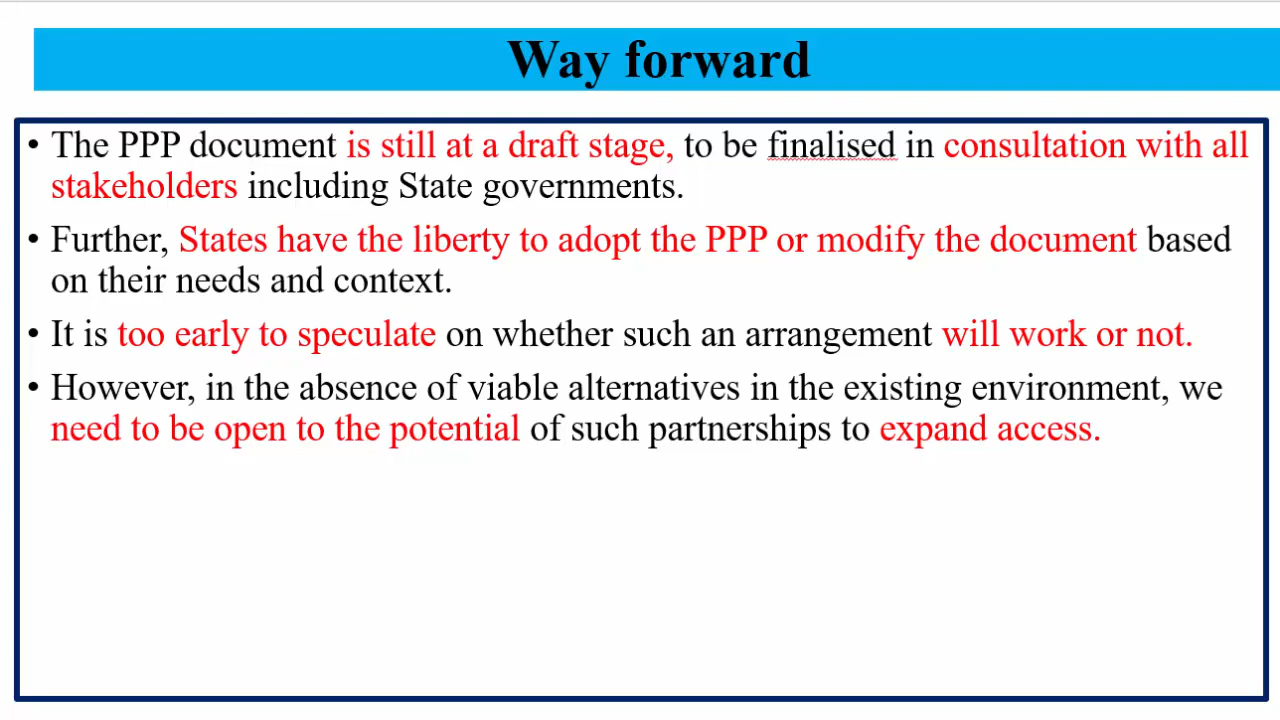 Way forward
• The PPP document is still at a draft stage, to be finalised in consultation with all
stakeholders including State governments.
• Further, States have the liberty to adopt the PPP or modify the document based
on their needs and context.
• It is too early to speculate on whether such an arrangement will work or not.
• However, in the absence of viable alternatives in the existing environment, we
need to be open to the potential of such partnerships to expand access.